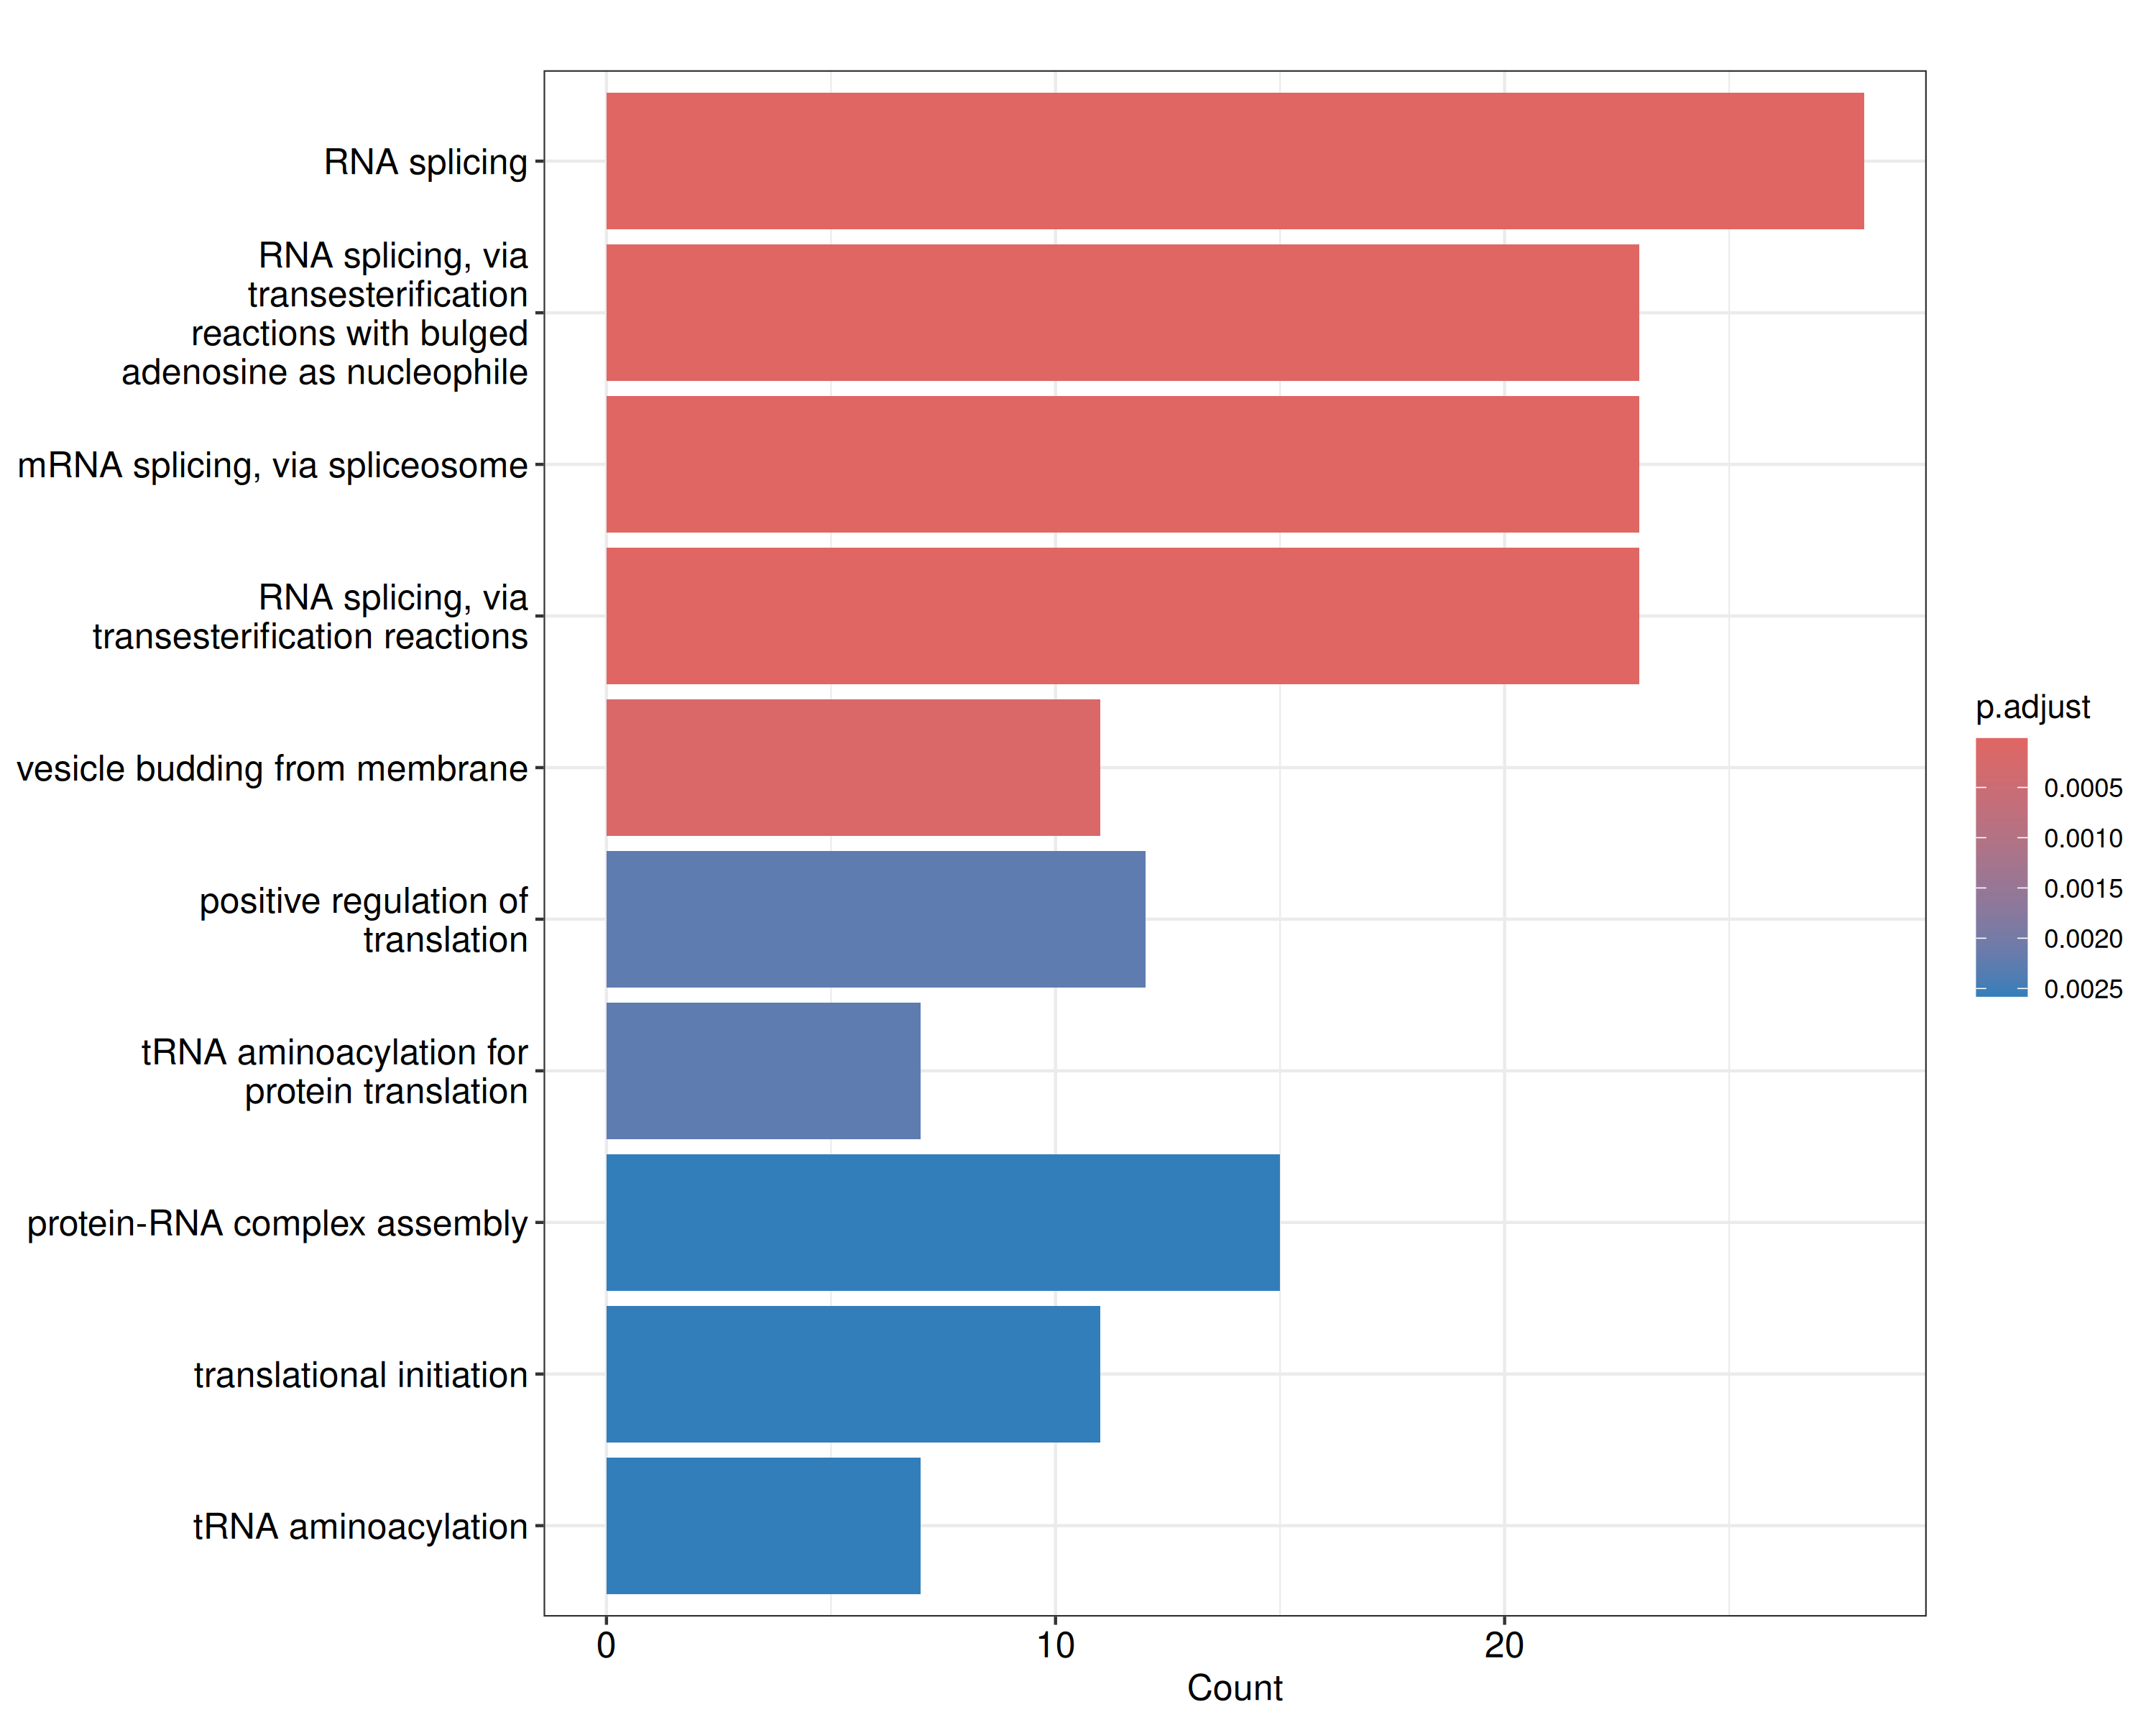 RNA splicing
RNA splicing, via
transesterification
reactions with bulged
adenosine as nucleophile
mRNA splicing, via spliceosome
RNA splicing, via
transesterification reactions
vesicle budding from membrane
positive regulation of
translation
tRNA aminoacylation for
protein translation
protein-RNA complex assembly
translational initiation
tRNA aminoacylation
0
10
20
Count
p.adjust
0.0005
0.0010
0.0015
0.0020
0.0025